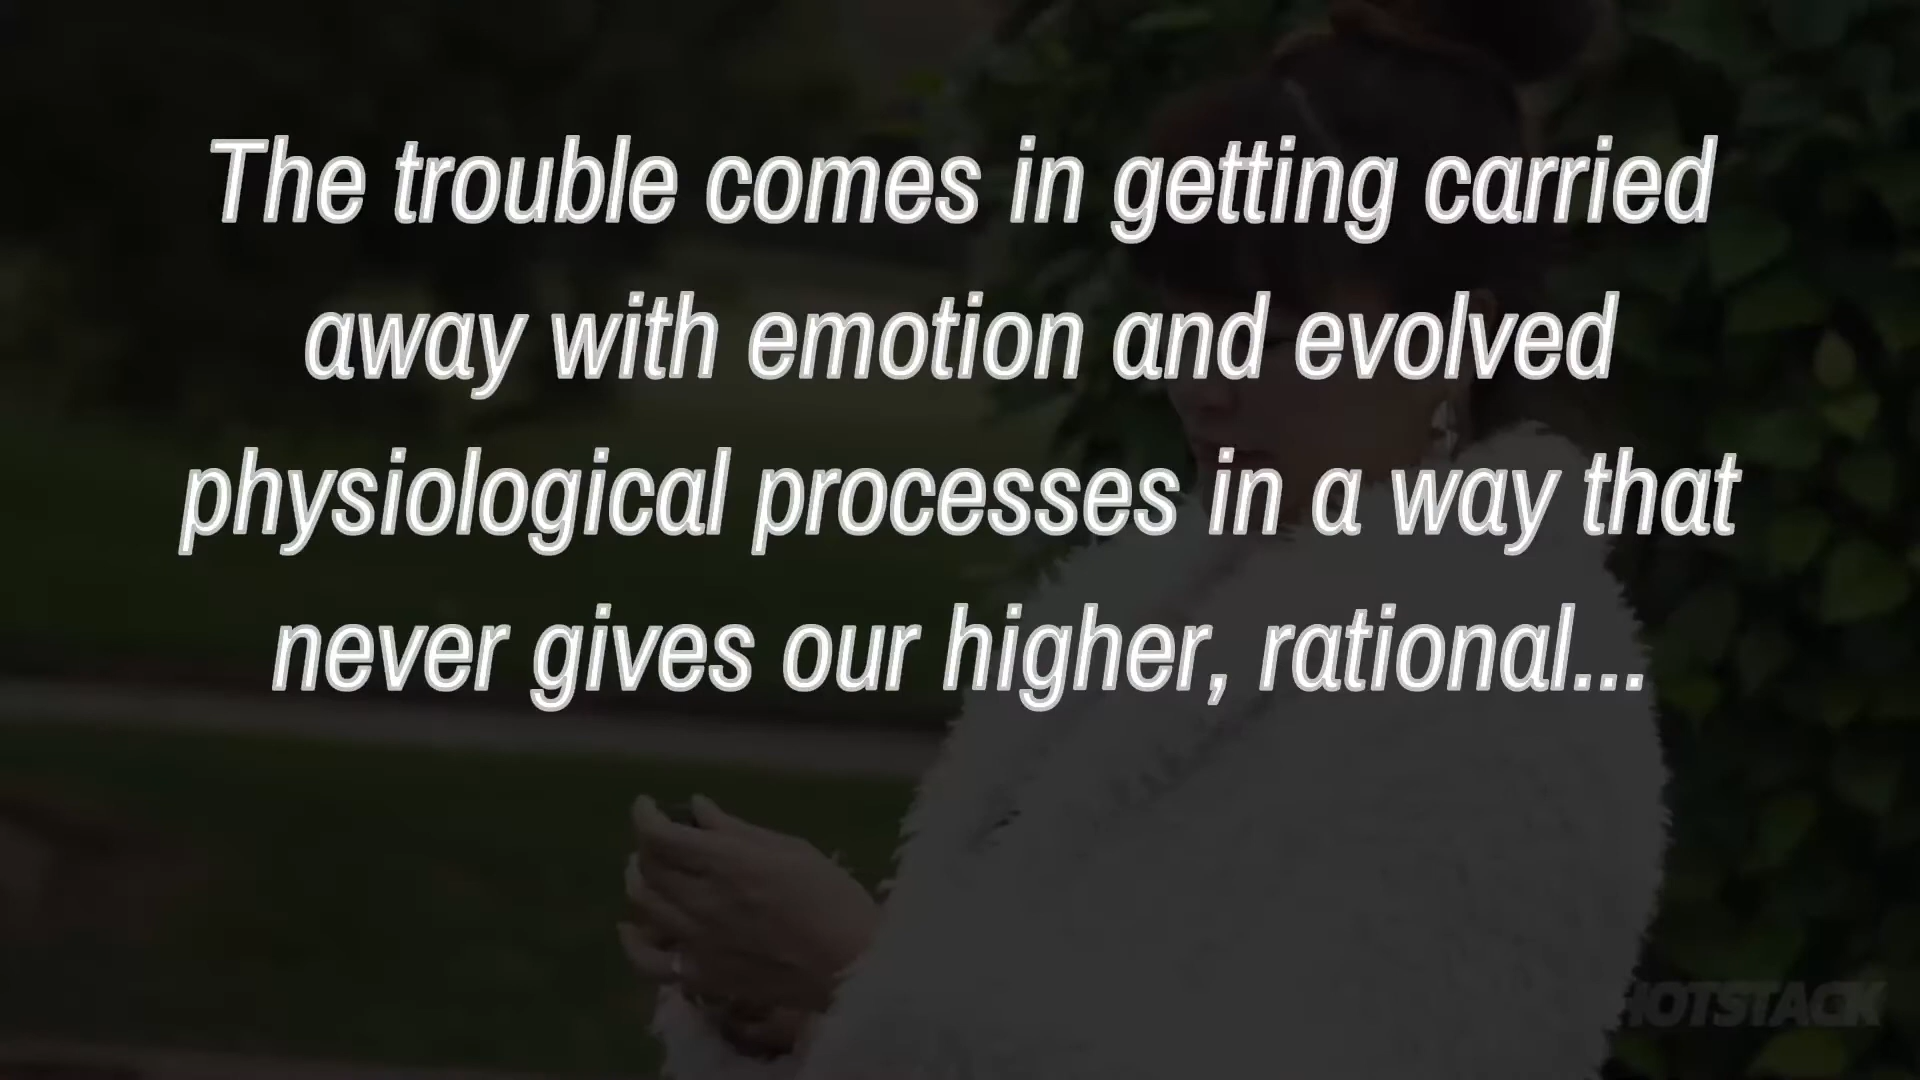 The trouble comes in getting carried
away with emotion and evolved
physiological processes in a way that
never gives our higher, rational...
HOTSTACK